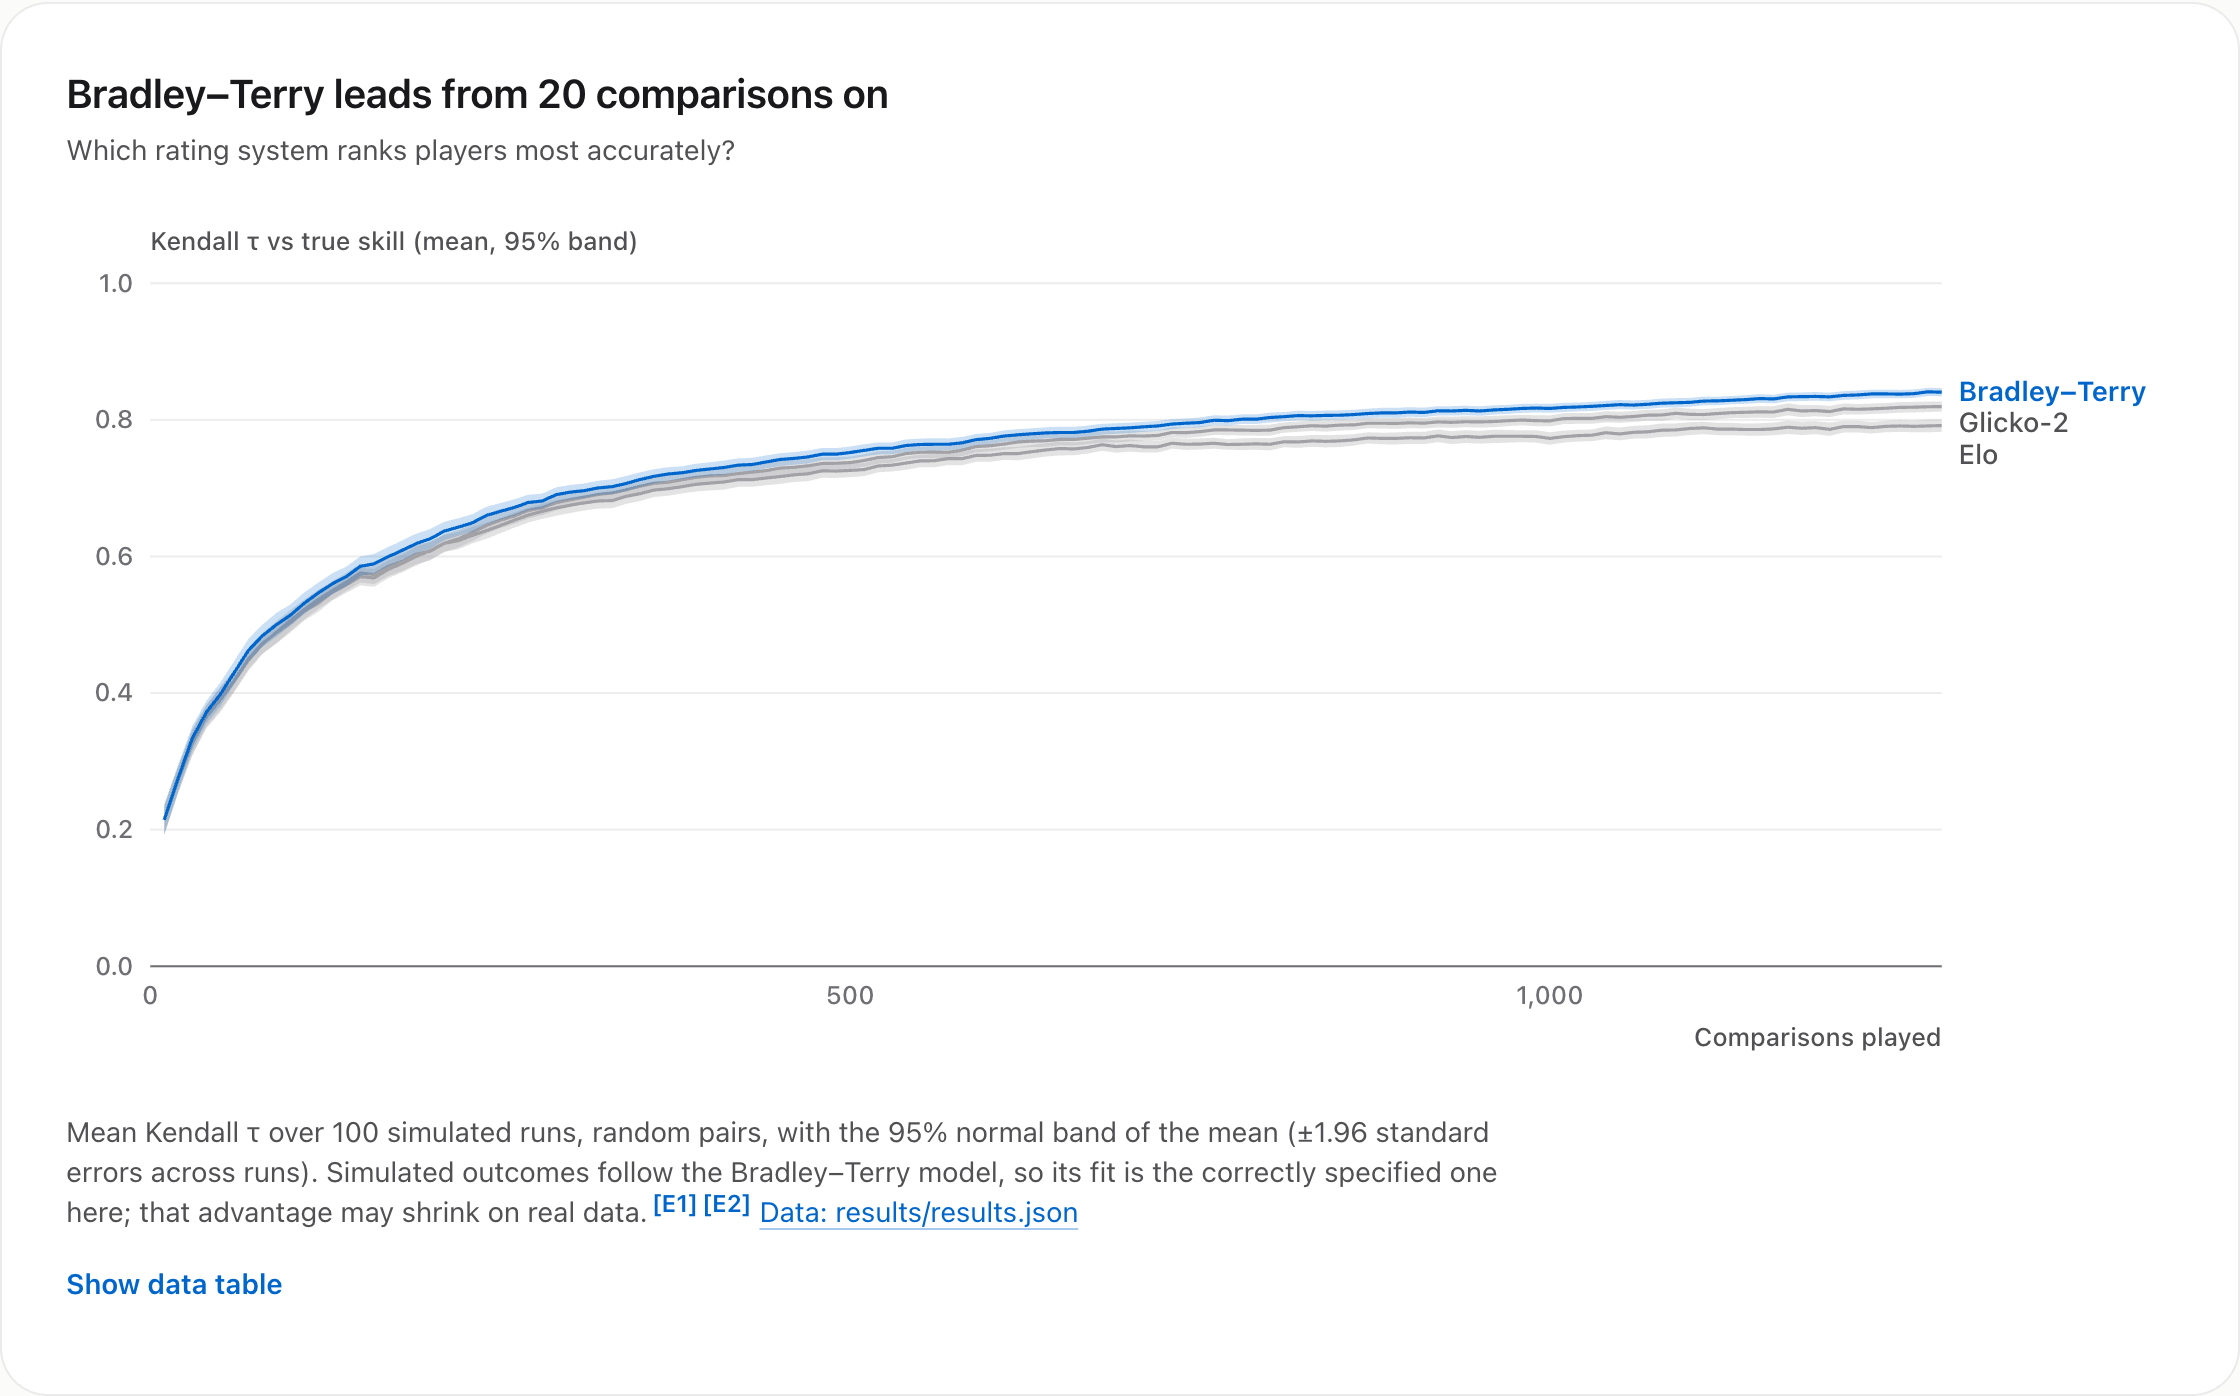 Bradley–Terry leads from 20 comparisons on
Which rating system ranks players most accurately?
Kendall τ vs true skill (mean, 95% band)
1.0
0.8
0.6
0.4
0.2
0.0
Bradley–Terry
Glicko-2
Elo
0
500
1,000
Comparisons played
Mean Kendall τ over 100 simulated runs, random pairs, with the 95% normal band of the mean (±1.96 standard
errors across runs). Simulated outcomes follow the Bradley–Terry model, so its fit is the correctly specified one
here; that advantage may shrink on real data. [E1] [E2] Data: results/results.json
Show data table